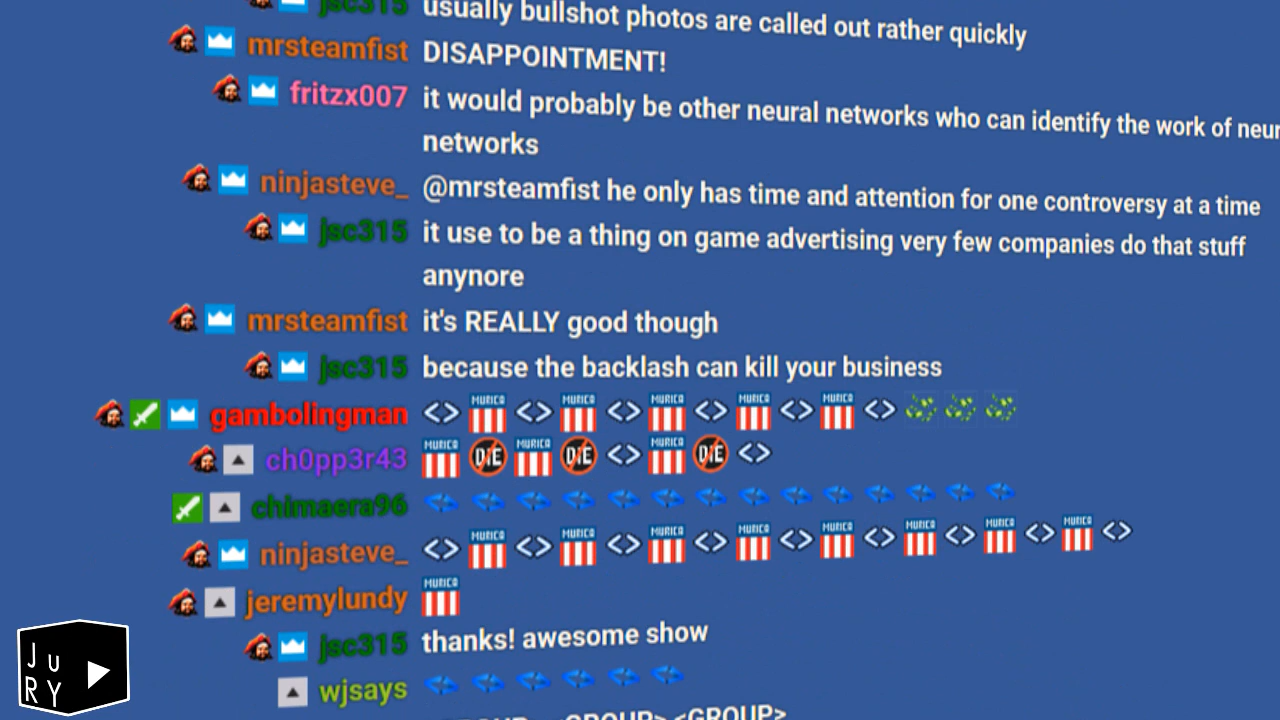 jsc315 usually bullshot photos are called out rather quickly
mrsteamfist DISAPPOINTMENT!
fritzx007 it would probably be other neural networks who can identify the work of neur
networks
ninjasteve_ @mrsteamfist he only has time and attention for one controversy at a time
jsc315 it use to be a thing on game advertising very few companies do that stuff
anynore
mrsteamfist it's REALLY good though
jsc315 because the backlash can kill your business
gambolingman <> MURICA <> MURICA <> MURICA <> MURICA <> MURICA <>
ch0pp3r43 MURICA DIE MURICA DIE <> MURICA DIE <>
chimaera96
ninjasteve_ <> MURICA <> MURICA <> MURICA <> MURICA <> MURICA <> MURICA <> MURICA <> MURICA <>
jeremylundy MURICA
jsc315 thanks! awesome show
wjsays
<GROUP> <GROUP>
JURY